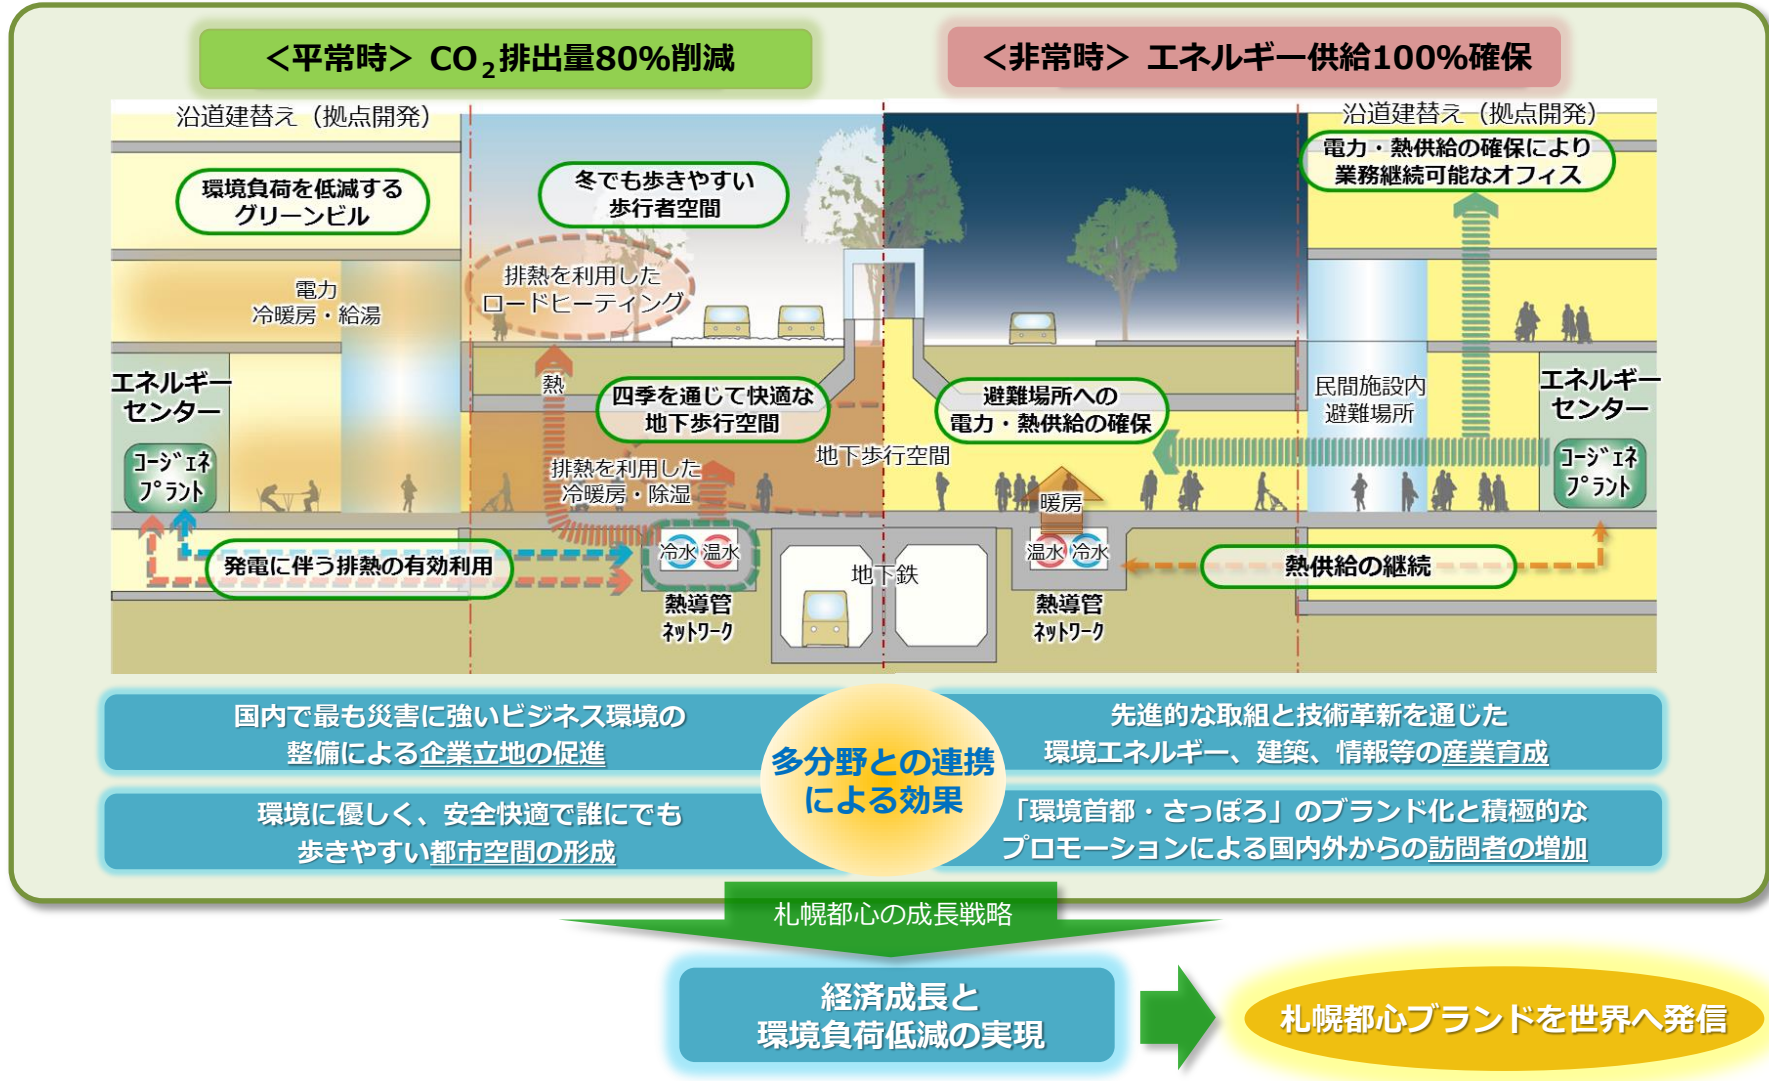 ＜平常時＞ CO2排出量80%削減
＜非常時＞ エネルギー供給100%確保
沿道建替え（拠点開発）
沿道建替え（拠点開発）
環境負荷を低減する
グリーンビル
冬でも歩きやすい
歩行者空間
電力・熱供給の確保により
業務継続可能なオフィス
排熱を利用した
ロードヒーティング
電力
冷暖房・給湯
エネルギー
センター
コージェネ
プラント
熱
四季を通じて快適な
地下歩行空間
避難場所への
電力・熱供給の確保
民間施設内
避難場所
エネルギー
センター
コージェネ
プラント
地下歩行空間
排熱を利用した
冷暖房・除湿
暖房
発電に伴う排熱の有効利用
冷水 温水
地下鉄
温水 冷水
熱供給の継続
熱導管
ネットワーク
熱導管
ネットワーク
国内で最も災害に強いビジネス環境の
整備による企業立地の促進
先進的な取組と技術革新を通じた
環境エネルギー、建築、情報等の産業育成
多分野との連携
による効果
環境に優しく、安全快適で誰にでも
歩きやすい都市空間の形成
「環境首都・さっぽろ」のブランド化と積極的な
プロモーションによる国内外からの訪問者の増加
札幌都心の成長戦略
経済成長と
環境負荷低減の実現
札幌都心ブランドを世界へ発信